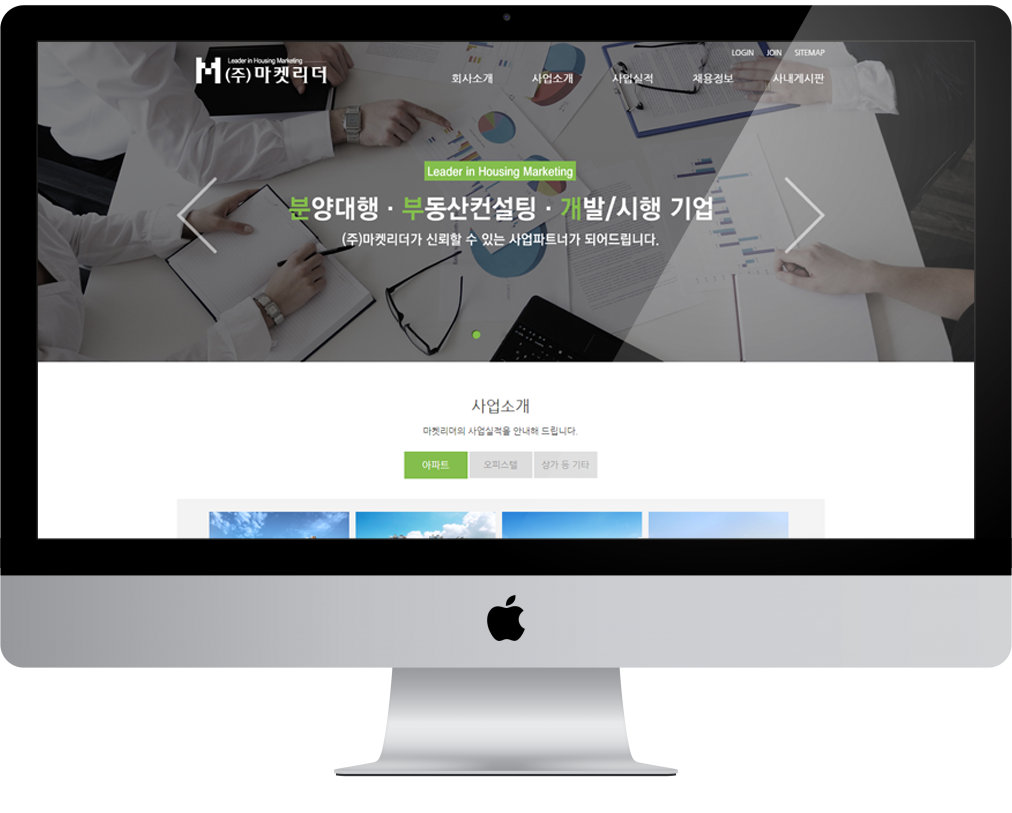 LOGIN JOIN SITEMAP
Leader in Housing Marketing
(주)마켓리더
회사소개 사업소개 사업실적 채용정보 사내게시판
Leader in Housing Marketing
분양대행 · 부동산컨설팅 · 개발/시행 기업
(주)마켓리더가 신뢰할 수 있는 사업파트너가 되어드립니다.
사업소개
마켓리더의 사업실적을 안내해 드립니다.
아파트 오피스텔 상가 등 기타